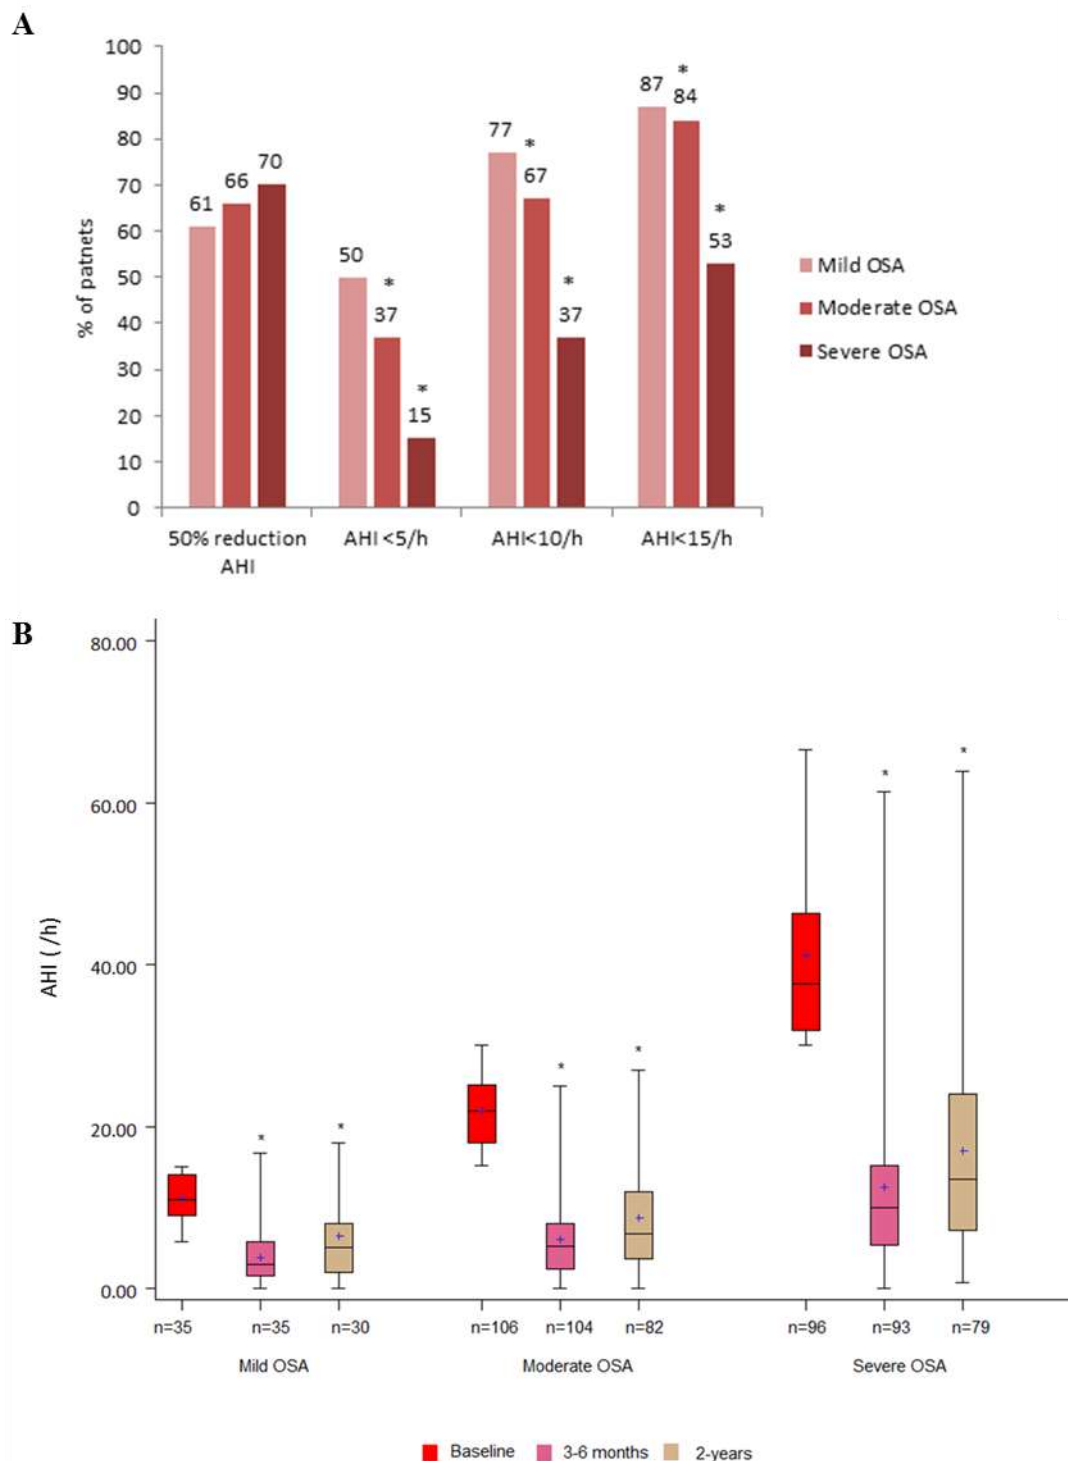 A
100
90
80
70
60
50
40
30
20
10
0
% of patnets
61 66 70
50 * 37 * 15
77 * 67 * 37
87 * 84 * 53
50% reduction AHI
AHI <5/h
AHI<10/h
AHI<15/h
Mild OSA
Moderate OSA
Severe OSA
B
80.00
60.00
40.00
20.00
0.00
AHI ( /h)
* * * * * *
n=35 n=35 n=30 n=106 n=104 n=82 n=96 n=93 n=79
Mild OSA Moderate OSA Severe OSA
Baseline 3-6 months 2-years